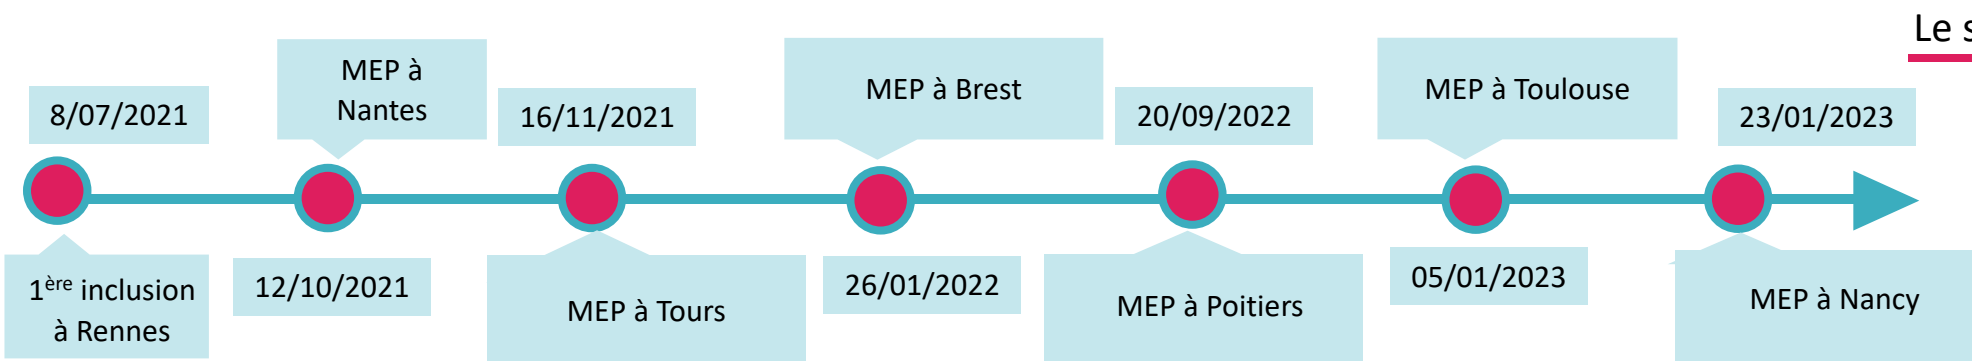 Le s
8/07/2021
1ère inclusion
à Rennes
MEP à
Nantes
12/10/2021
16/11/2021
MEP à Tours
MEP à Brest
26/01/2022
20/09/2022
MEP à Poitiers
MEP à Toulouse
05/01/2023
23/01/2023
MEP à Nancy